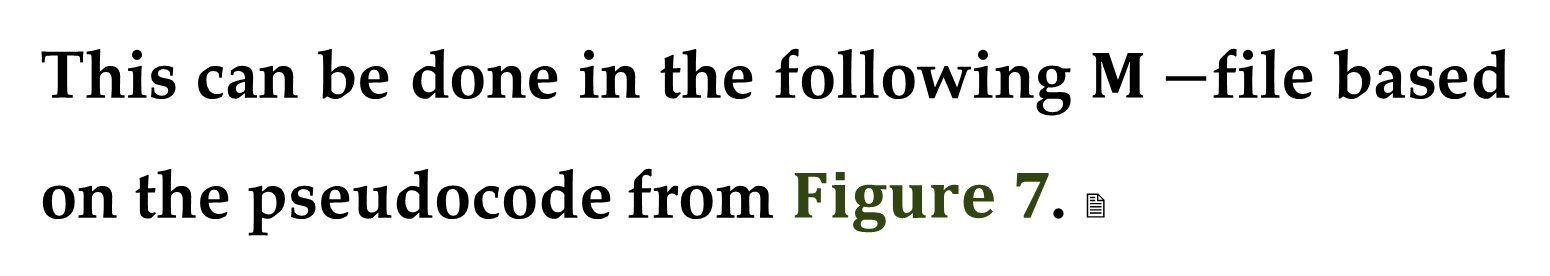 This can be done in the following M −file based
on the pseudocode from Figure 7. 🗎